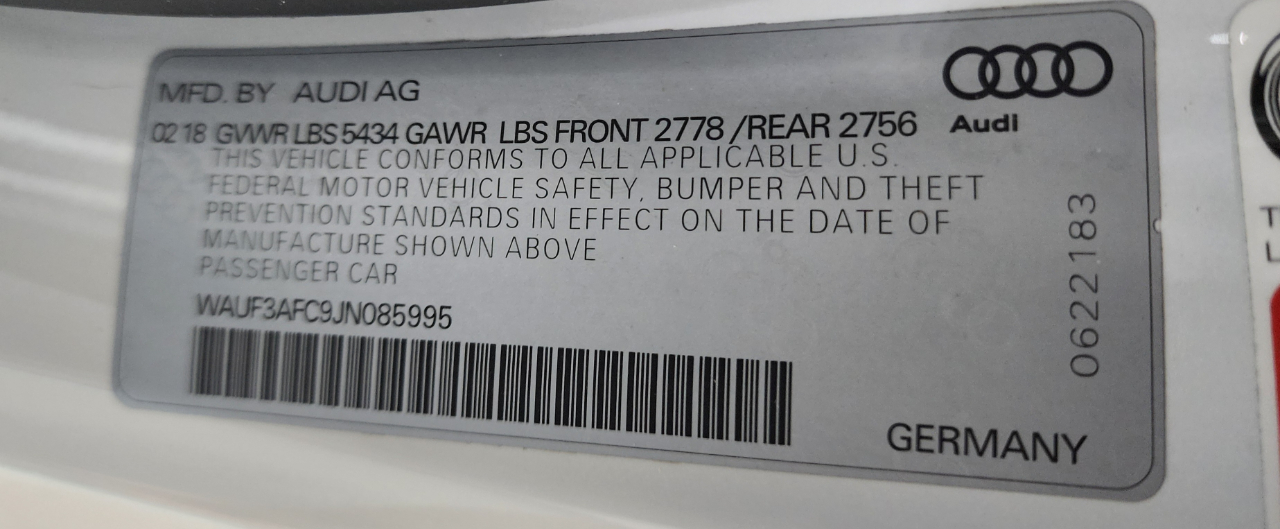 MFD. BY AUDI AG
02 18 GVWR LBS 5434 GAWR LBS FRONT 2778 /REAR 2756
Audi
THIS VEHICLE CONFORMS TO ALL APPLICABLE U.S.
FEDERAL MOTOR VEHICLE SAFETY, BUMPER AND THEFT
PREVENTION STANDARDS IN EFFECT ON THE DATE OF
MANUFACTURE SHOWN ABOVE
PASSENGER CAR
WAUF3AFC9JN085995
06222183
GERMANY